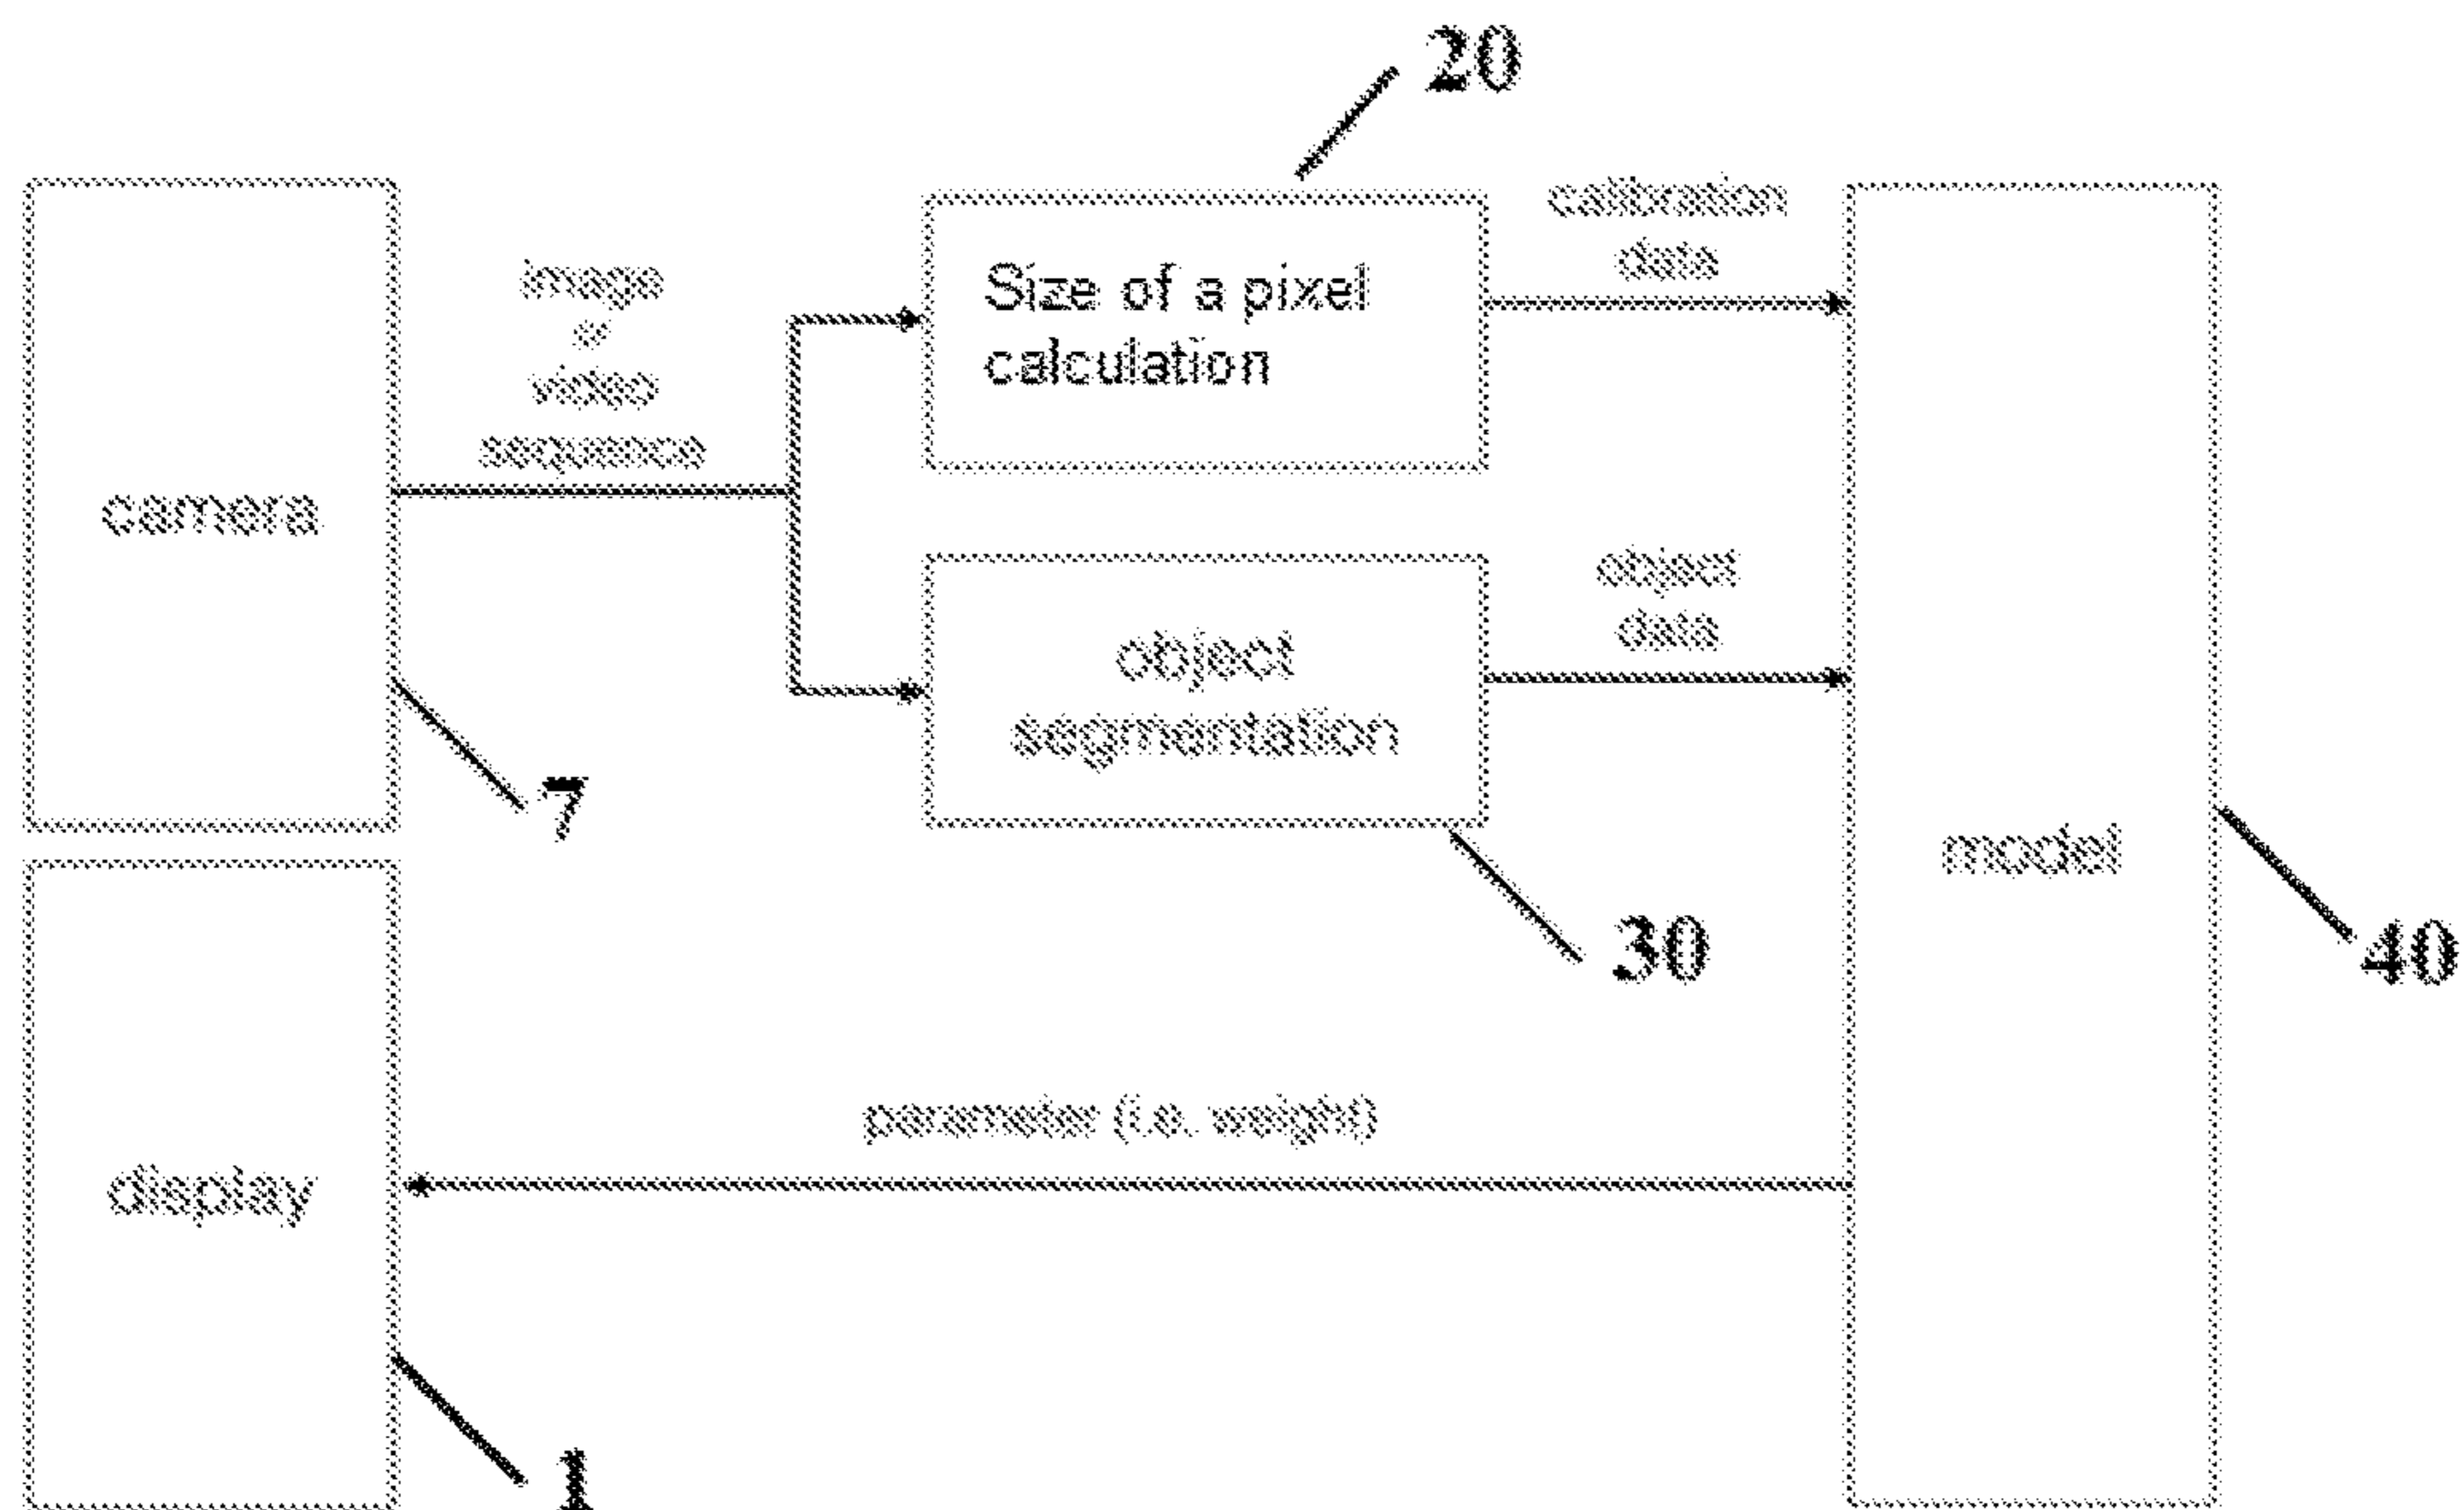 20
camera
7
image
or
video
sequence
Size of a pixel
calculation
calibration
data
object
segmentation
30
object
data
model
40
parameter (i.e. weight)
display
1